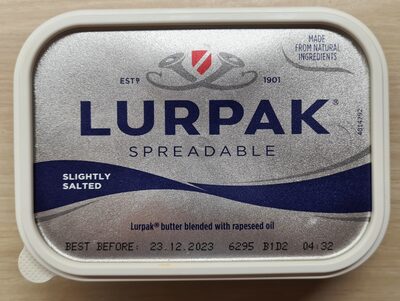 MADE
FROM NATURAL
INGREDIENTS
ESTD 1901
LURPAK®
SPREADABLE
4014292
SLIGHTLY
SALTED
Lurpak® butter blended with rapeseed oil
BEST BEFORE: 23.12.2023 6295 B1D2 04:32